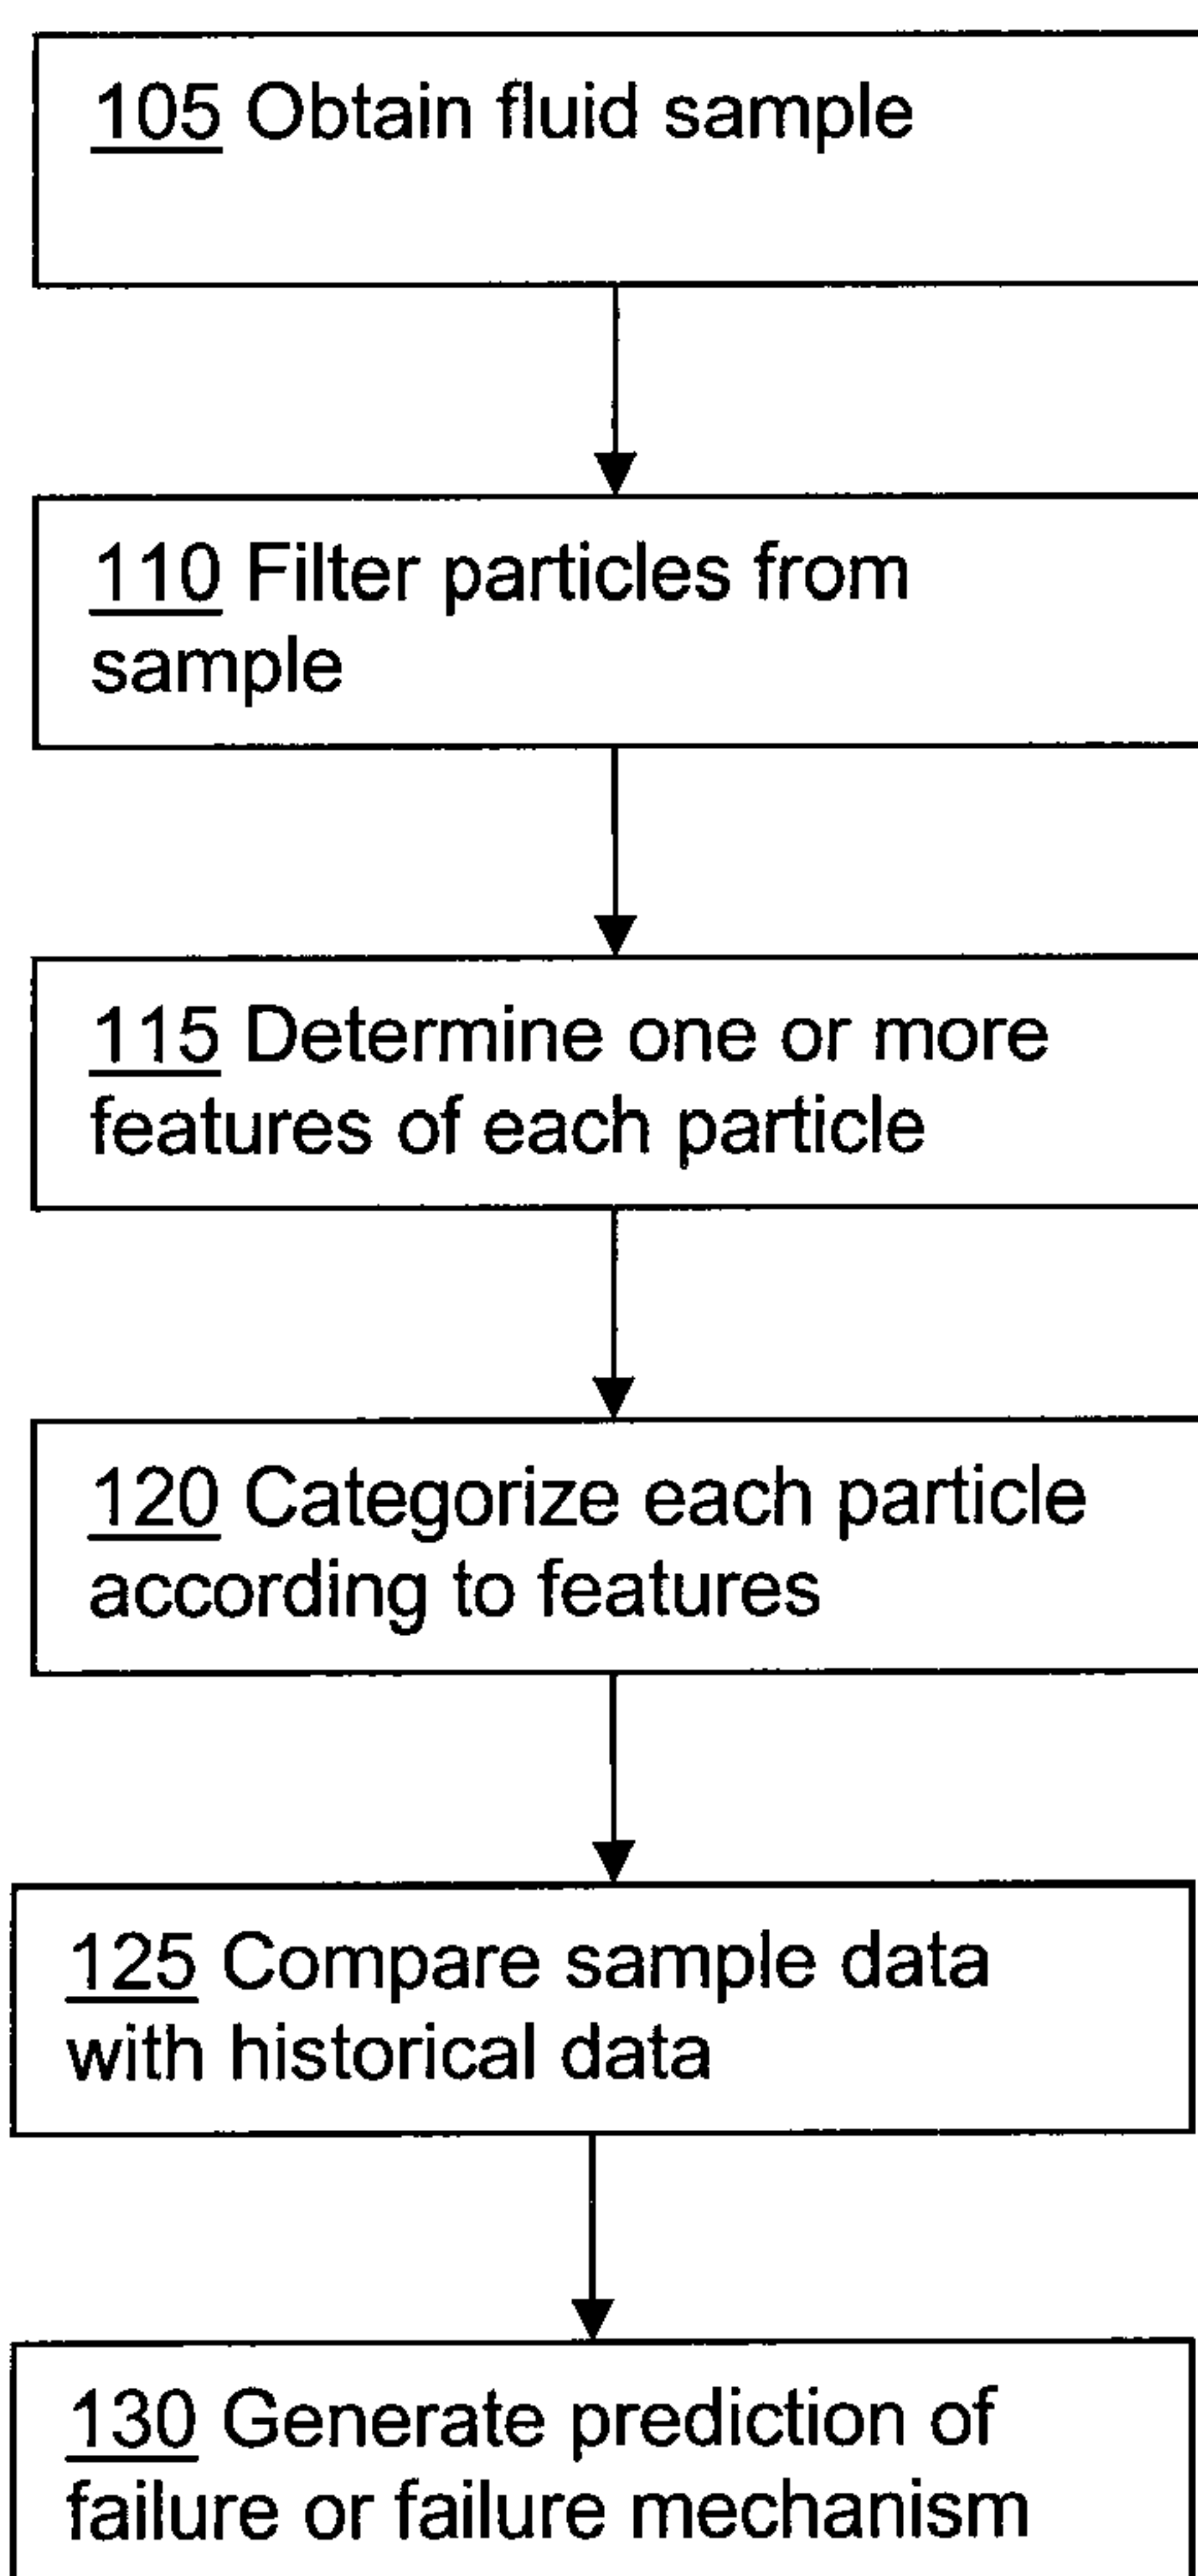 105 Obtain fluid sample
110 Filter particles from
sample
115 Determine one or more
features of each particle
120 Categorize each particle
according to features
125 Compare sample data
with historical data
130 Generate prediction of
failure or failure mechanism